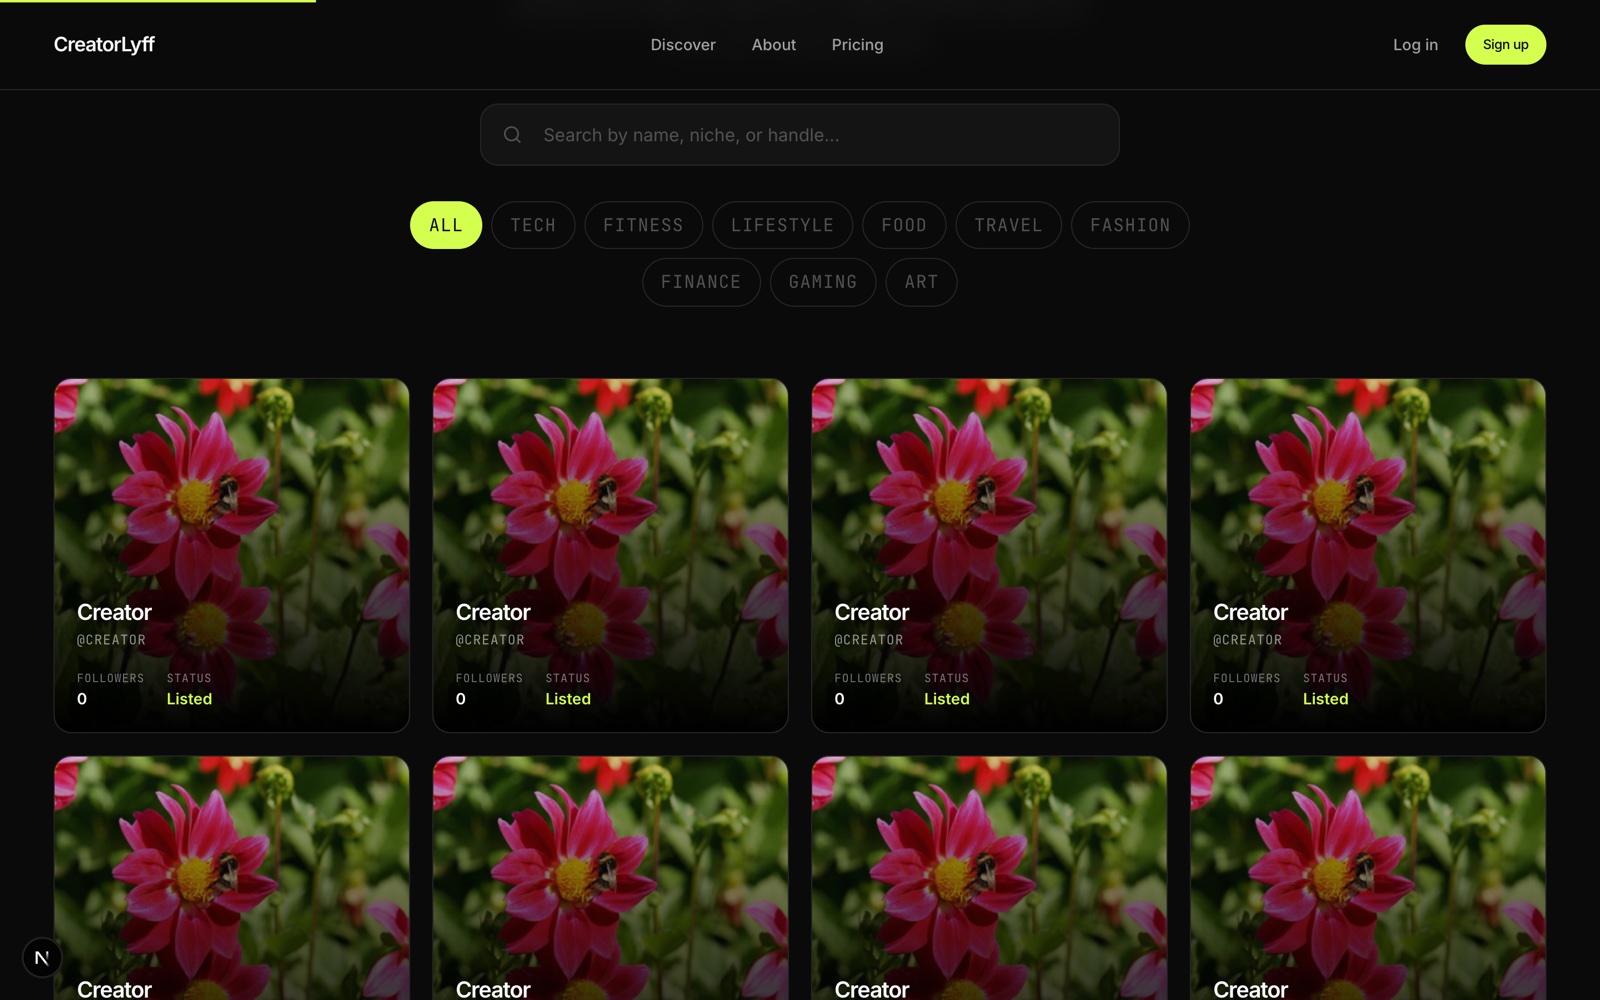 CreatorLyff
Discover About Pricing
Log in Sign up
Search by name, niche, or handle...
ALL TECH FITNESS LIFESTYLE FOOD TRAVEL FASHION
FINANCE GAMING ART
Creator Creator Creator Creator
@CREATOR @CREATOR @CREATOR @CREATOR
FOLLOWERS STATUS FOLLOWERS STATUS FOLLOWERS STATUS FOLLOWERS STATUS
0 Listed 0 Listed 0 Listed 0 Listed
N
Creator Creator Creator Creator